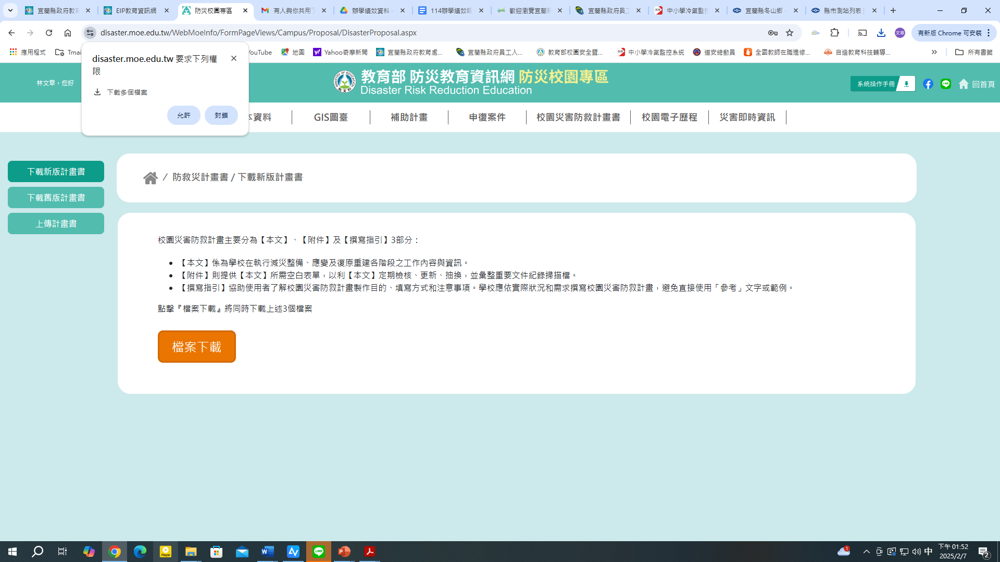 宜蘭縣政府教育
EIP教育資訊網
防災校園專區
有人與你共用了
辦學績效資料 -
114辦學績效報
歡迎瀏覽宜蘭縣
宜蘭縣政府員工
中小學冷氣監控
宜蘭縣冬山鄉 -
縣市測站列表 |
disaster.moe.edu.tw/WebMoeInfo/FormPageViews/Campus/Proposal/DisasterProposal.aspx
文章
有新版 Chrome 可安裝
應用程式
Tmai
YouTube
地圖
Yahoo奇摩新聞
宜蘭縣政府教育處...
宜蘭縣政府員工入...
教育部校園安全暨...
中小學冷氣監控系統
道安總動員
全國教師在職進修...
自造教育科技輔導...
所有書籤
disaster.moe.edu.tw 要求下列權
限
下載多個檔案
允許
封鎖
林文章，您好
教育部 防災教育資訊網 防災校園專區
Disaster Risk Reduction Education
系統操作手冊
回首頁
本資料
GIS圖臺
補助計畫
申復案件
校園災害防救計畫書
校園電子歷程
災害即時資訊
下載新版計畫書
下載舊版計畫書
上傳計畫書
/ 防救災計畫書 / 下載新版計畫書
校園災害防救計畫主要分為【本文】、【附件】及【撰寫指引】3部分：
【本文】係為學校在執行減災整備、應變及復原重建各階段之工作內容與資訊。
【附件】則提供【本文】所需空白表單，以利【本文】定期檢核、更新、抽換，並彙整重要文件紀錄掃描檔。
【撰寫指引】協助使用者了解校園災害防救計畫製作目的、填寫方式和注意事項。學校應依實際狀況和需求撰寫校園災害防救計畫，避免直接使用「參考」文字或範例。
點擊『檔案下載』將同時下載上述3個檔案
檔案下載
Player
LINE
1
中
下午 01:52
2025/2/7
2